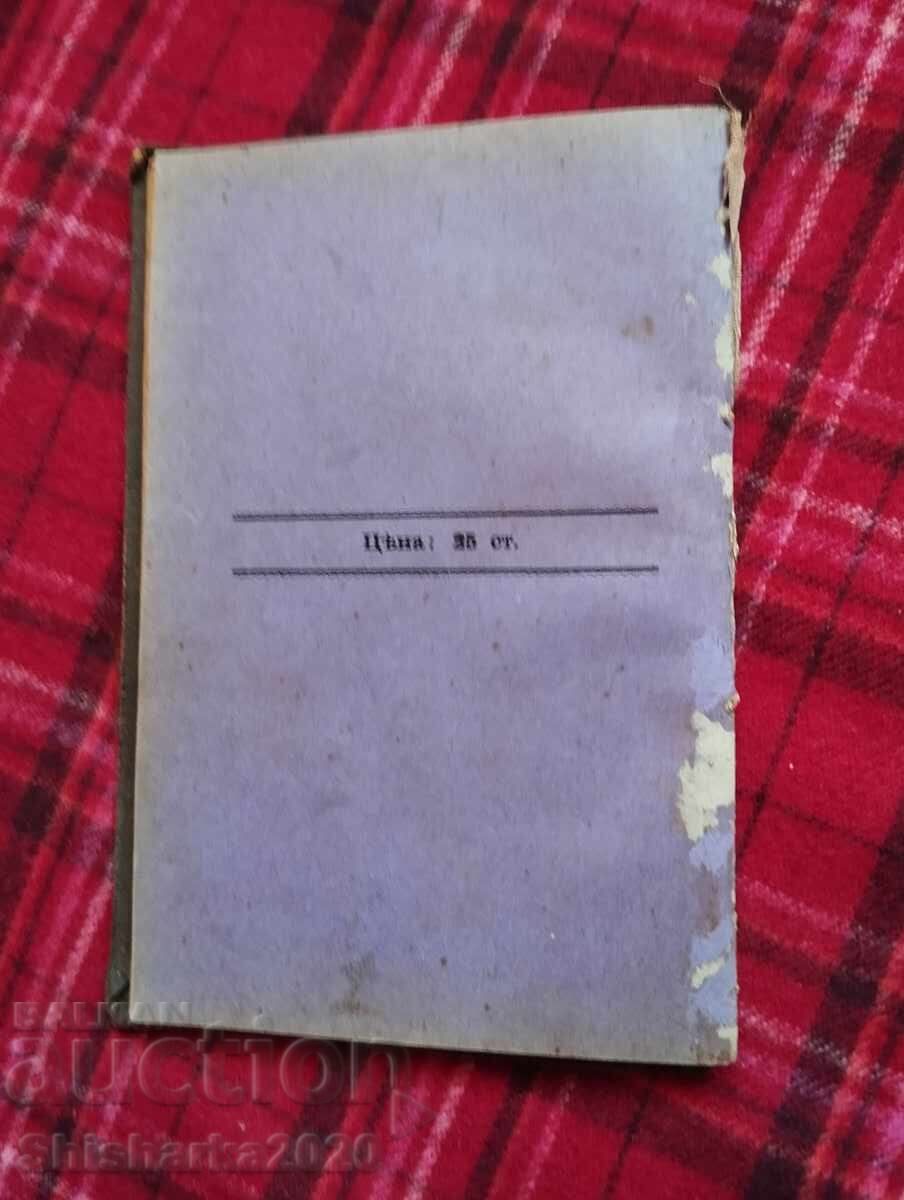 Цѣна: 25 ст.
BALKAN
auction
Shisharka2020